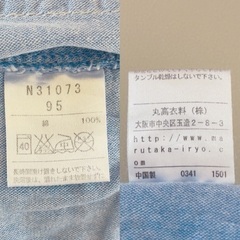 N31073
95
綿 100%
40
中
タンブル乾燥はしないで下さい。
丸高衣料（株）
大阪市中央区玉造2-8-3
http://www.ma
rutaka-iryo.c
o m
中国製 0341 1501